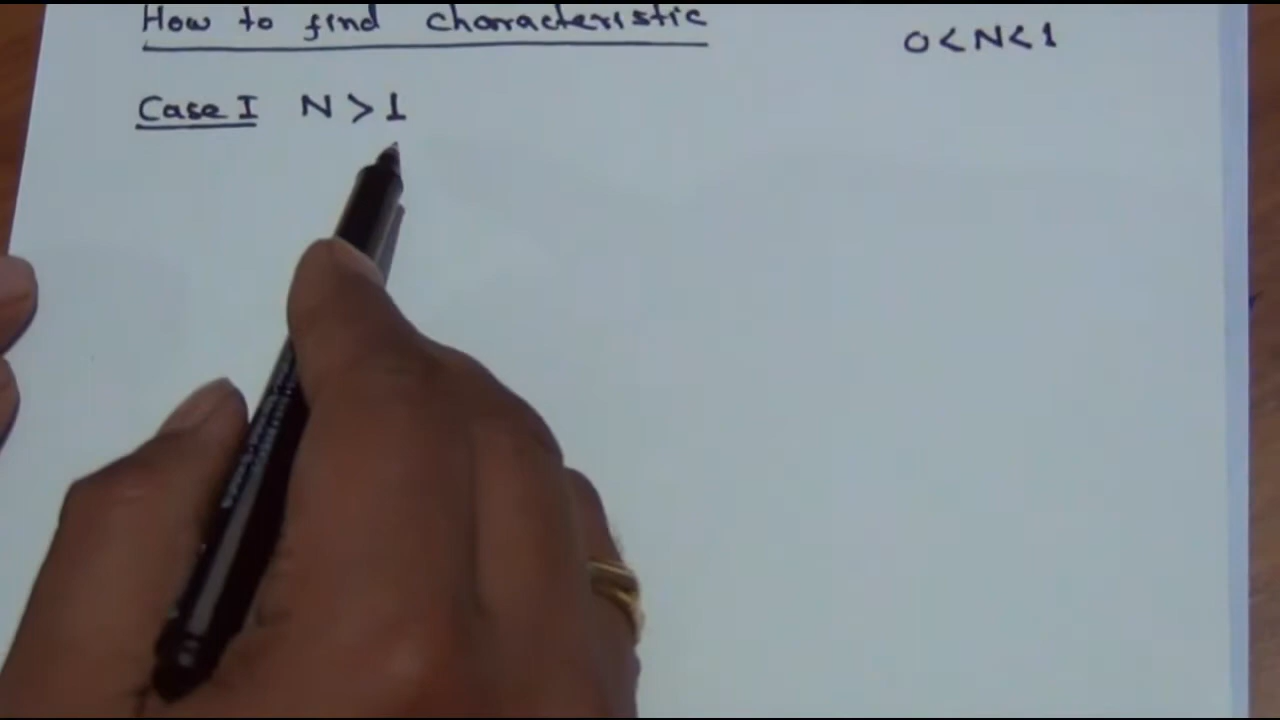 How to find characteristic
0 < N < 1
Case I N > 1